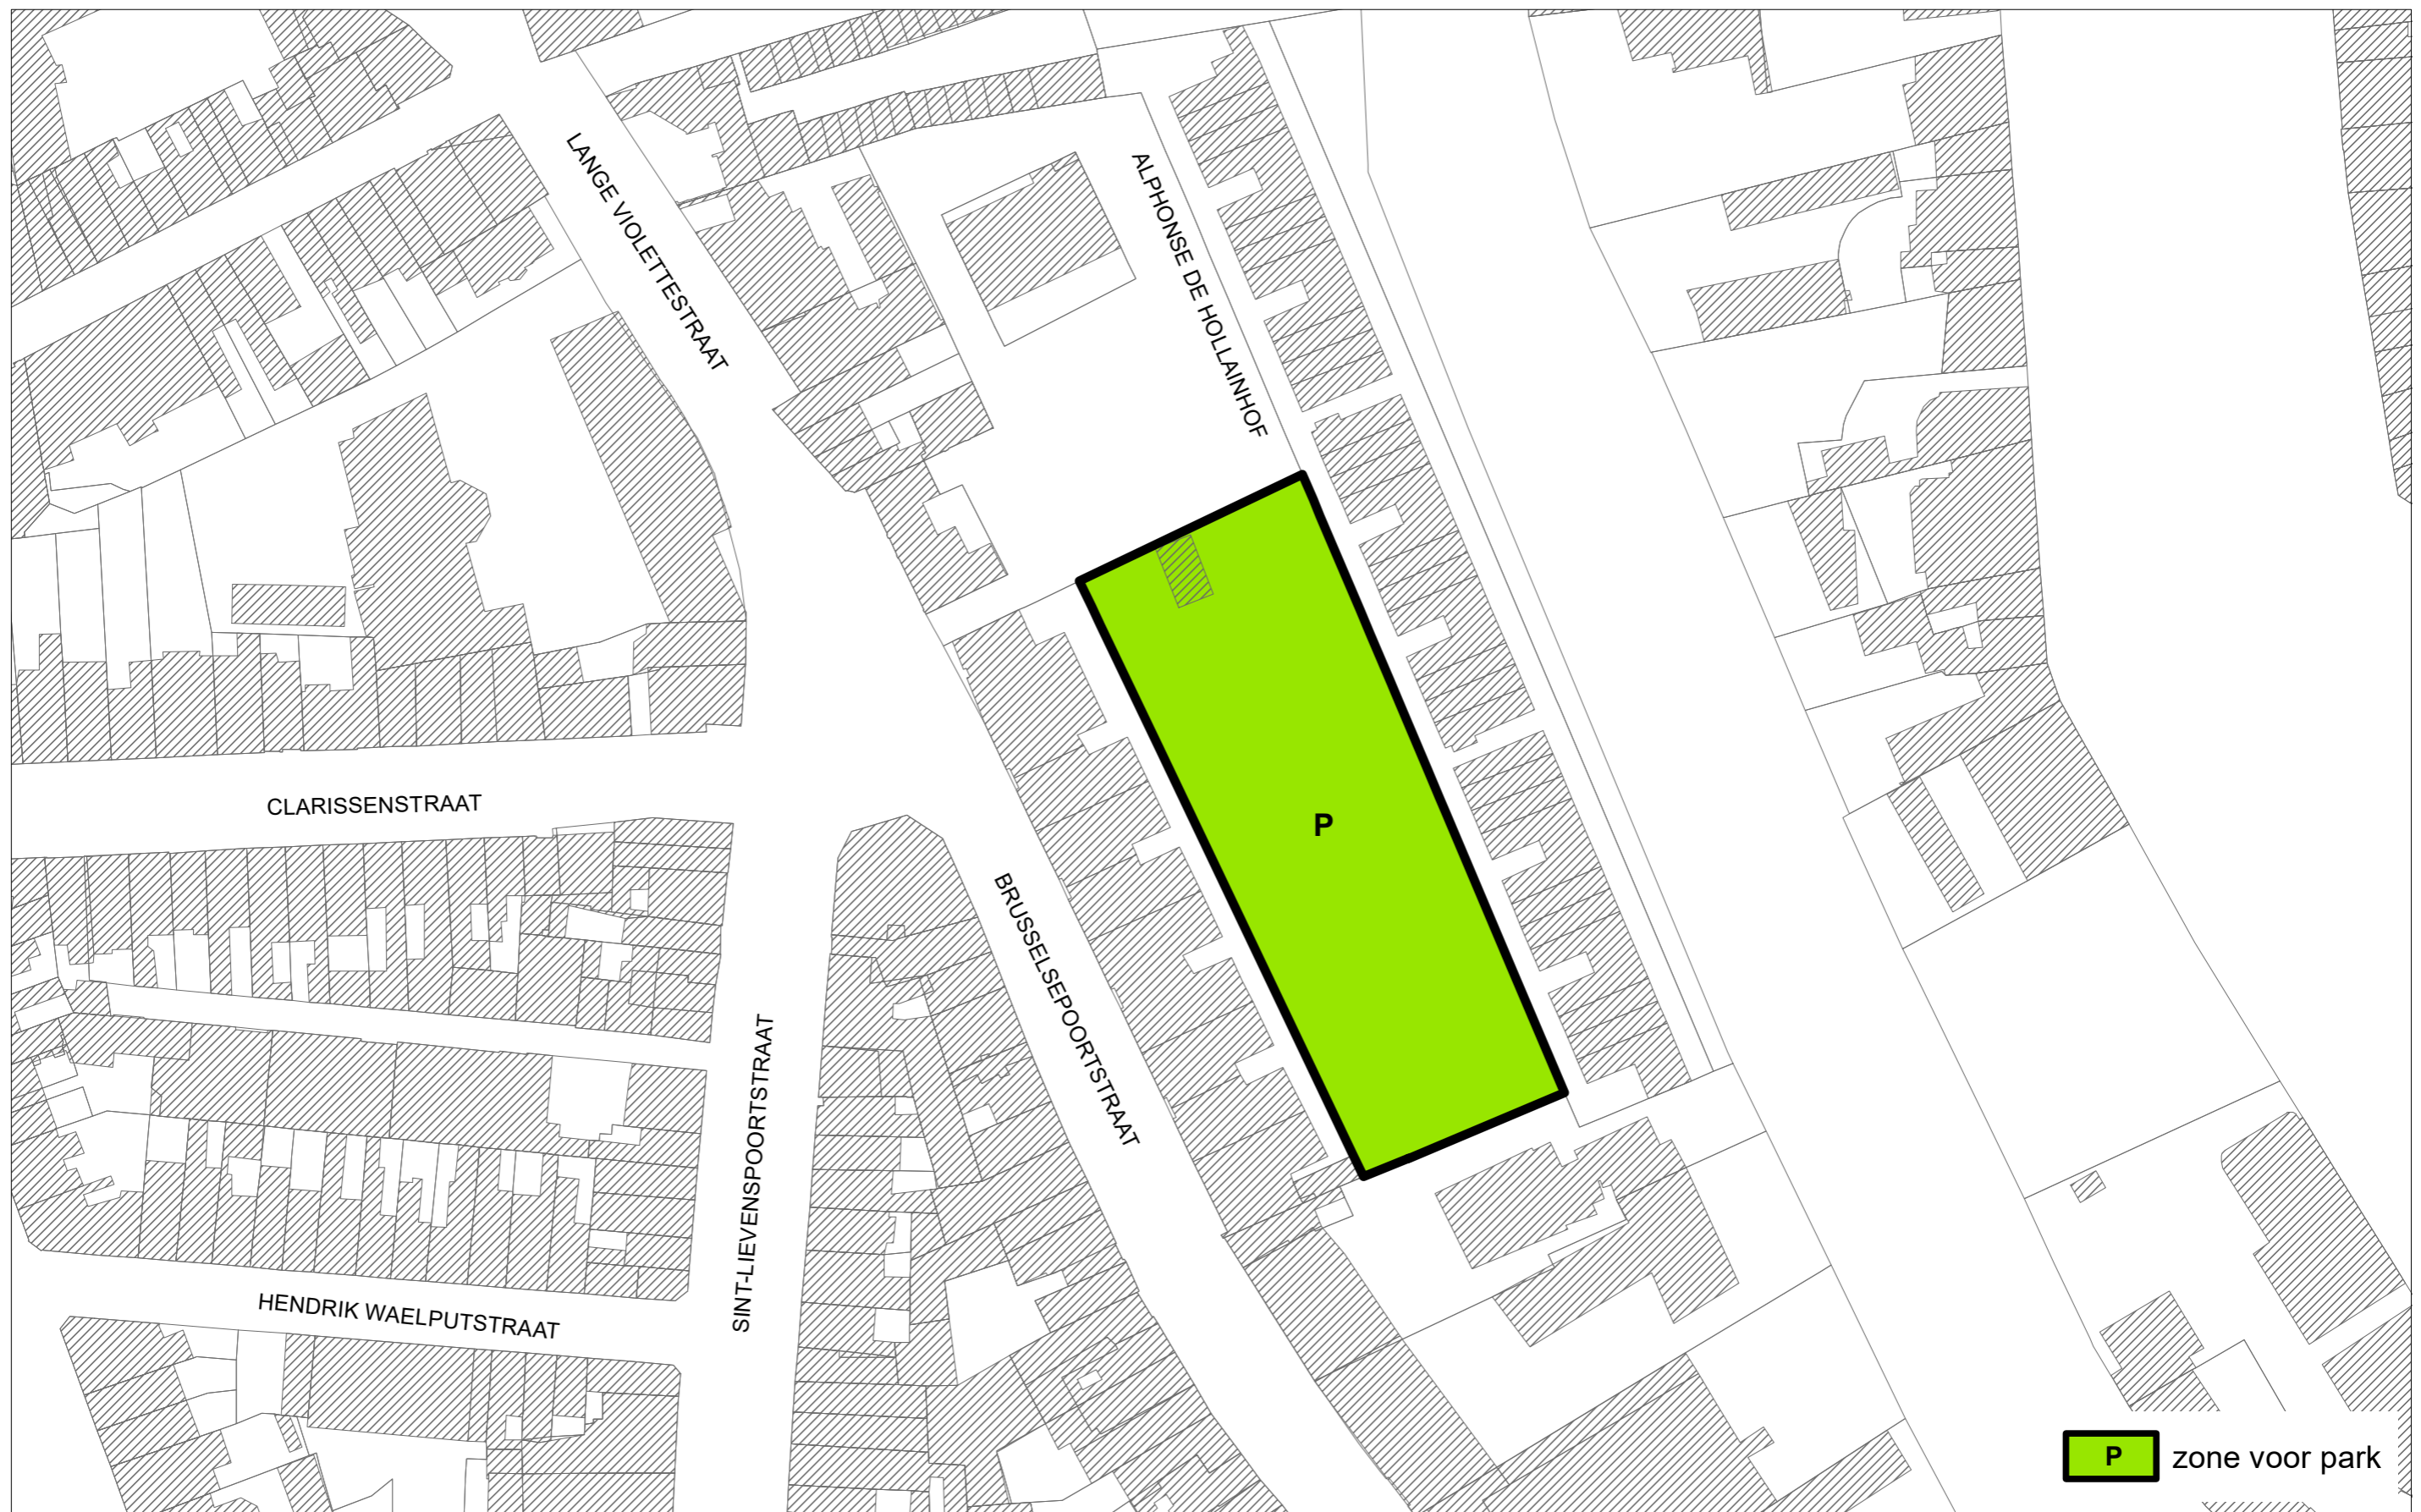 LANGE VIOLETTESTRAAT
ALPHONSE DE HOLLAINHOF
CLARISSENSTRAAT
P
BRUSSELSEPOORTSTRAAT
SINT-LIEVENSPOORTSTRAAT
HENDRIK WAELPUTSTRAAT
P zone voor park